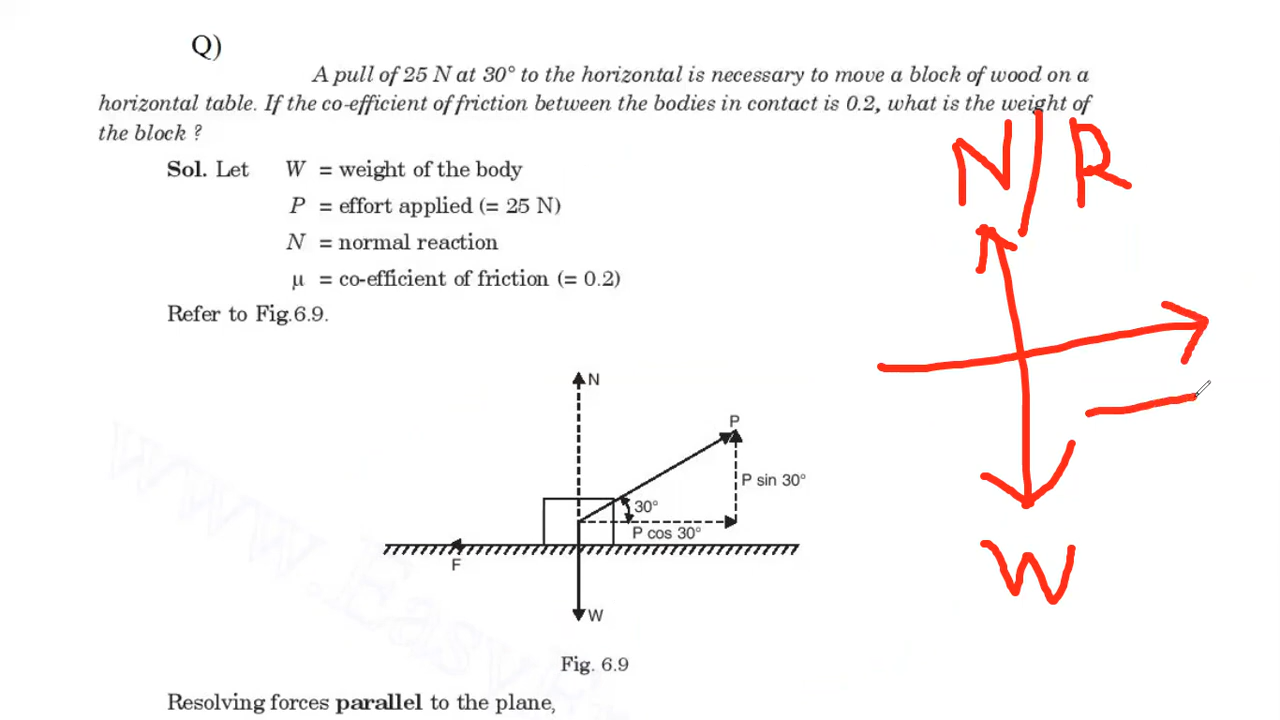 Q)
A pull of 25 N at 30° to the horizontal is necessary to move a block of wood on a
horizontal table. If the co-efficient of friction between the bodies in contact is 0.2, what is the weight of
the block ?
N/R
Sol. Let W = weight of the body
P = effort applied (= 25 N)
N = normal reaction
μ = co-efficient of friction (= 0.2)
Refer to Fig.6.9.
N
P
P sin 30°
30°
P cos 30°
F
W
W
Fig. 6.9
Resolving forces parallel to the plane,